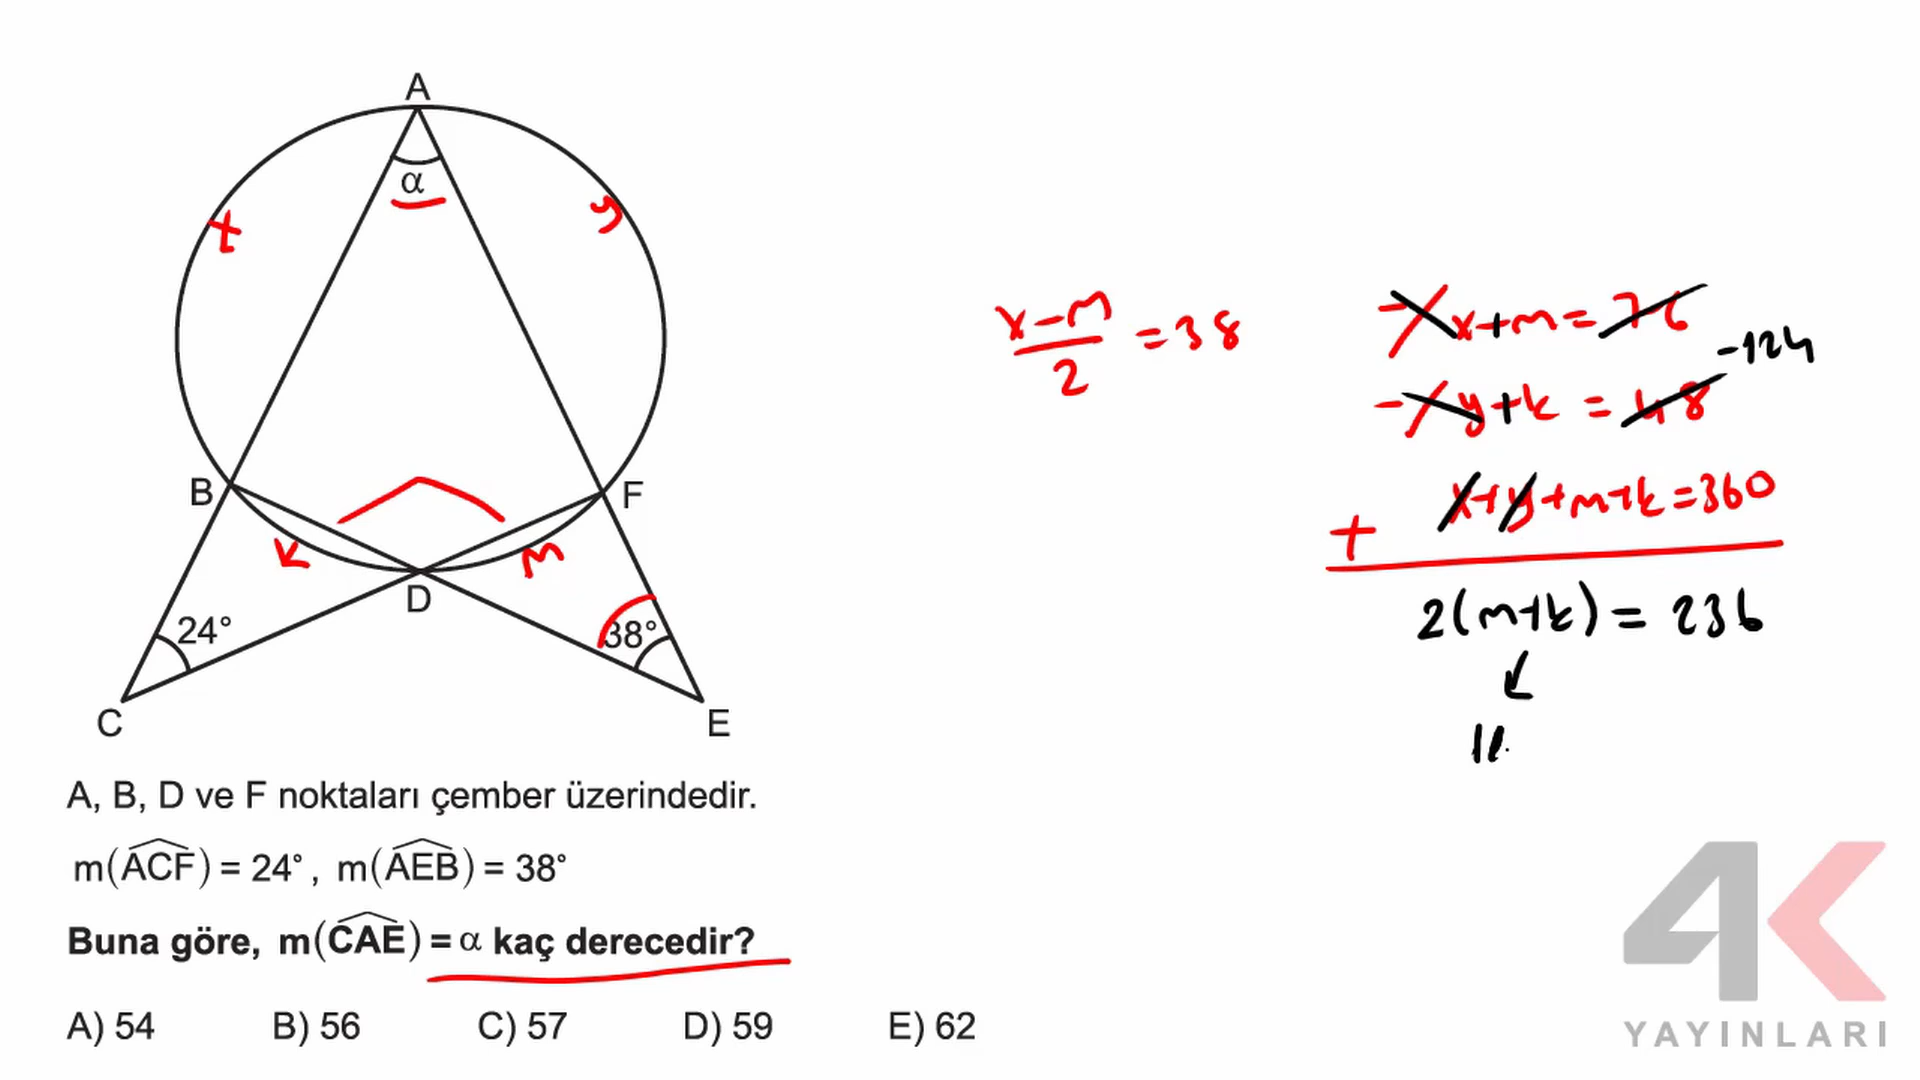 A
α
x
y
B
F
K
m
D
24°
38°
C
E
A, B, D ve F noktaları çember üzerindedir.
m(ACF) = 24° , m(AEB) = 38°
Buna göre, m(CAE) = α kaç derecedir?
A) 54 B) 56 C) 57 D) 59 E) 62
x-m/2 = 38
-x+m = 76
-124
-y+k = 48
+ x+y+m+k=360
2(m+k) = 236
11
4K
YAYINLARI